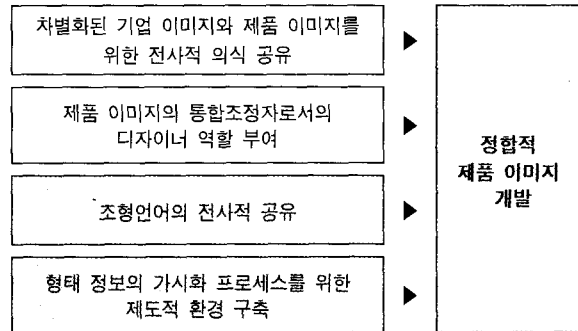 차별화된 기업 이미지와 제품 이미지를
위한 전사적 의식 공유
제품 이미지의 통합조정자로서의
디자이너 역할 부여
조형언어의 전사적 공유
형태 정보의 가시화 프로세스를 위한
제도적 환경 구축
정합적
제품 이미지
개발